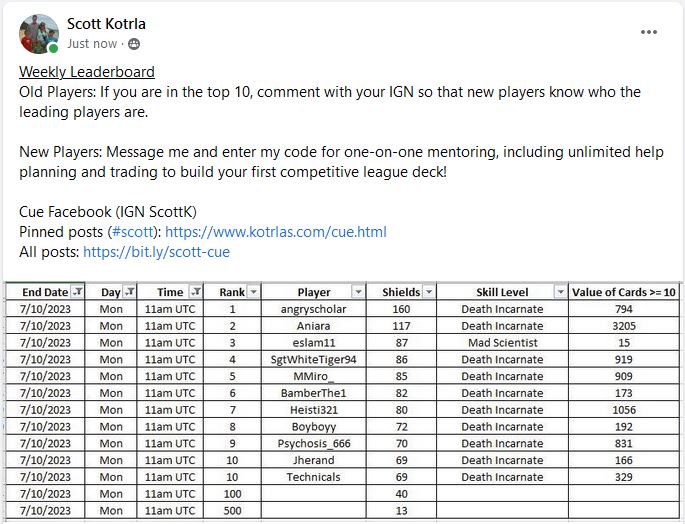 Scott Kotrla
Just now ·
Weekly Leaderboard
Old Players: If you are in the top 10, comment with your IGN so that new players know who the
leading players are.
New Players: Message me and enter my code for one-on-one mentoring, including unlimited help
planning and trading to build your first competitive league deck!
Cue Facebook (IGN ScottK)
Pinned posts (#scott): https://www.kotrlas.com/cue.html
All posts: https://bit.ly/scott-cue
End Date Day Time Rank Player Shields Skill Level Value of Cards >= 10
7/10/2023 Mon 11am UTC 1 angryscholar 160 Death Incarnate 794
7/10/2023 Mon 11am UTC 2 Aniara 117 Death Incarnate 3205
7/10/2023 Mon 11am UTC 3 eslam11 87 Mad Scientist 15
7/10/2023 Mon 11am UTC 4 SgtWhiteTiger94 86 Death Incarnate 919
7/10/2023 Mon 11am UTC 5 MMiro_ 85 Death Incarnate 909
7/10/2023 Mon 11am UTC 6 BamberThe1 82 Death Incarnate 173
7/10/2023 Mon 11am UTC 7 Heisti321 80 Death Incarnate 1056
7/10/2023 Mon 11am UTC 8 Boyboyy 72 Death Incarnate 192
7/10/2023 Mon 11am UTC 9 Psychosis_666 70 Death Incarnate 831
7/10/2023 Mon 11am UTC 10 Jherand 69 Death Incarnate 166
7/10/2023 Mon 11am UTC 10 Technicals 69 Death Incarnate 329
7/10/2023 Mon 11am UTC 100 40
7/10/2023 Mon 11am UTC 500 13